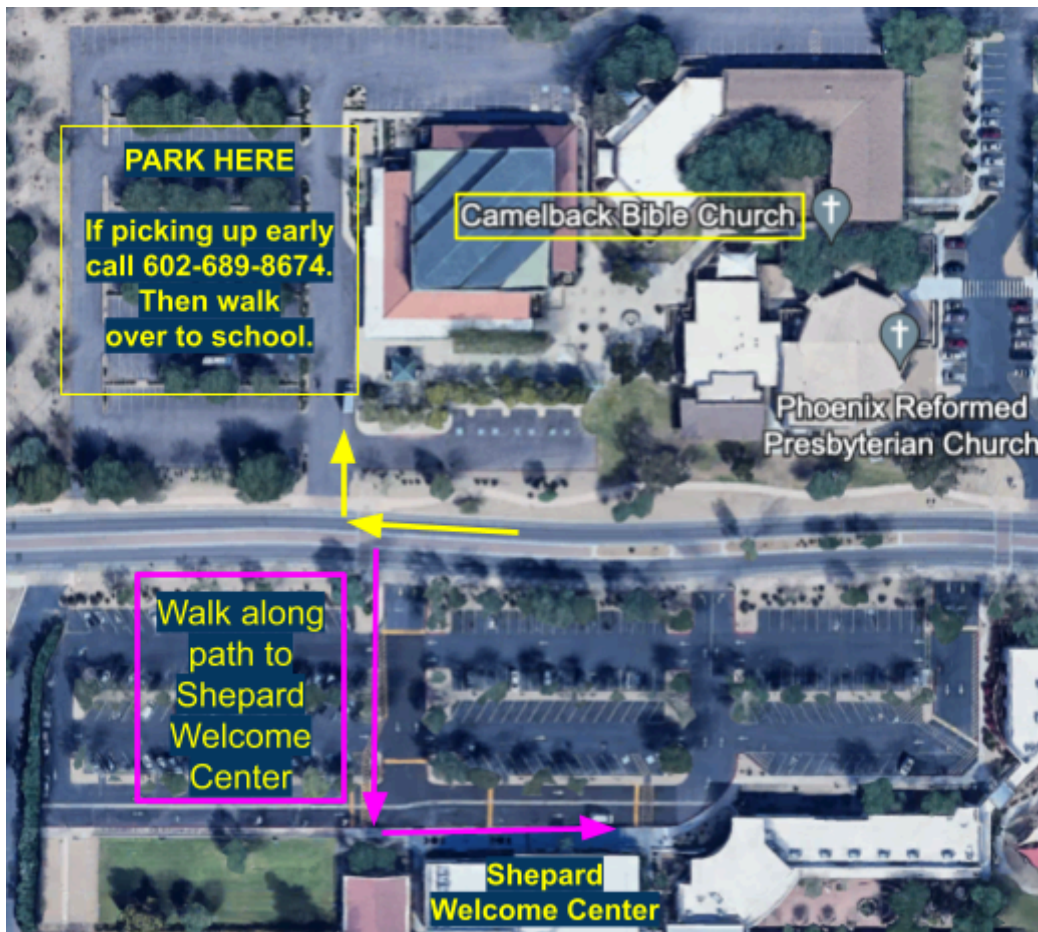 PARK HERE
If picking up early
call 602-689-8674.
Then walk
over to school.
Camelback Bible Church
Phoenix Reformed
Presbyterian Church
Walk along
path to
Shepard
Welcome
Center
Shepard
Welcome Center